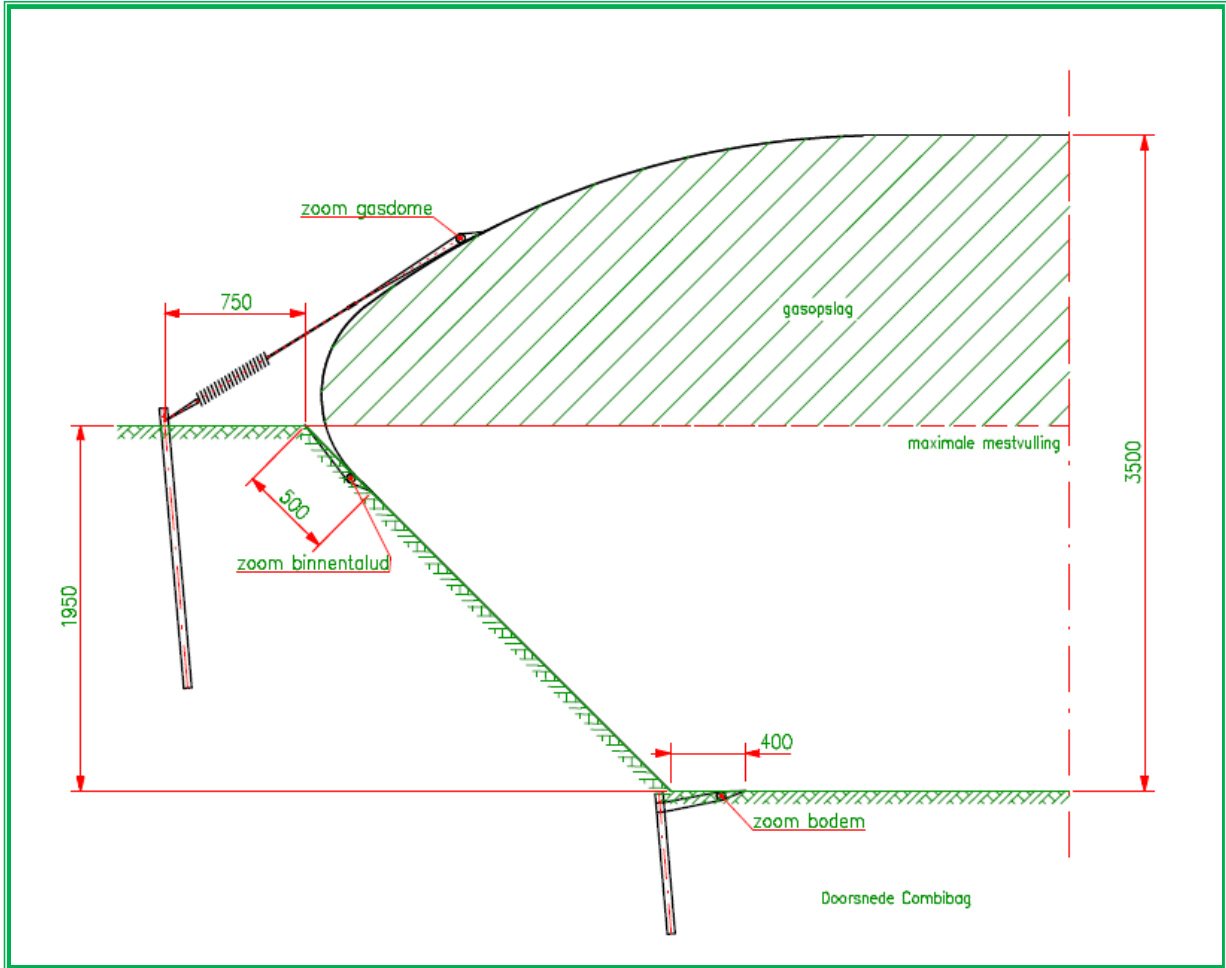 zoom gasdome
750
gasopslag
maximale mestvulling
3500
500
zoom binnentalud
1950
400
zoom bodem
Doorsnede Combibag